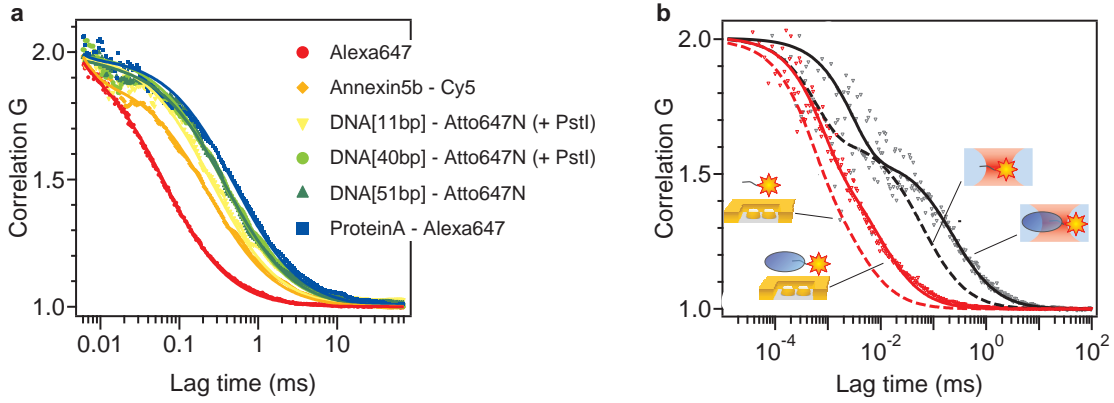 a
2.0
1.5
1.0
Correlation G
0.01
0.1
1
10
Lag time (ms)
Alexa647
Annexin5b - Cy5
DNA[11bp] - Atto647N (+ PstI)
DNA[40bp] - Atto647N (+ PstI)
DNA[51bp] - Atto647N
ProteinA - Alexa647
b
2.0
1.5
1.0
Correlation G
10-4
10-2
100
102
Lag time (ms)